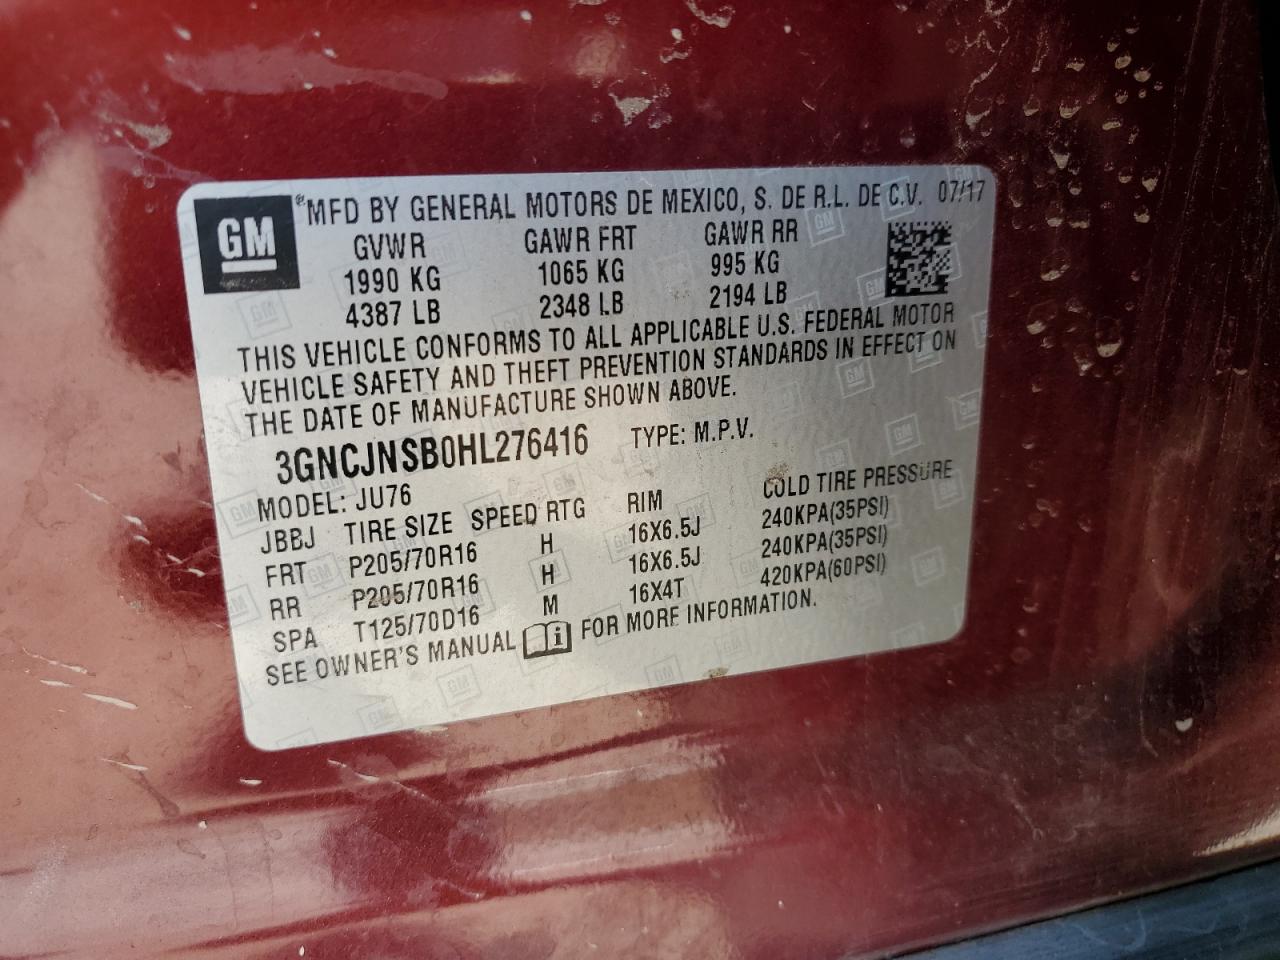 GM
® MFD BY GENERAL MOTORS DE MEXICO, S. DE R.L. DE C.V. 07/17
GVWR GAWR FRT GAWR RR
1990 KG 1065 KG 995 KG
4387 LB 2348 LB 2194 LB
THIS VEHICLE CONFORMS TO ALL APPLICABLE U.S. FEDERAL MOTOR
VEHICLE SAFETY AND THEFT PREVENTION STANDARDS IN EFFECT ON
THE DATE OF MANUFACTURE SHOWN ABOVE.
3GNCJNSB0HL276416 TYPE: M.P.V.
MODEL: JU76
JBBJ TIRE SIZE SPEED RTG RIM COLD TIRE PRESSURE
FRT P205/70R16 H 16X6.5J 240KPA(35PSI)
RR P205/70R16 H 16X6.5J 240KPA(35PSI)
SPA T125/70D16 M 16X4T 420KPA(60PSI)
SEE OWNER'S MANUAL i FOR MORE INFORMATION.